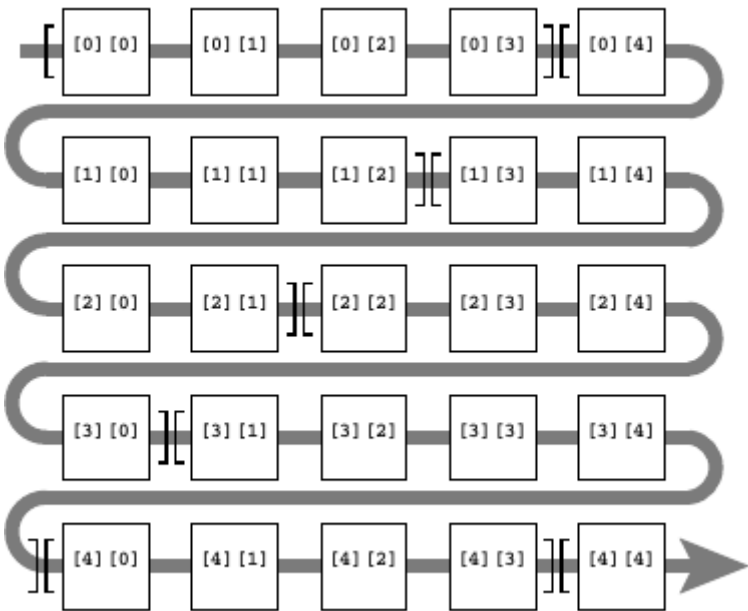 [ [0] [0] [0] [1] [0] [2] [0] [3] ] [ [0] [4]
[1] [0] [1] [1] [1] [2] ] [ [1] [3] [1] [4]
[2] [0] [2] [1] ] [ [2] [2] [2] [3] [2] [4]
[3] [0] ] [ [3] [1] [3] [2] [3] [3] [3] [4]
] [ [4] [0] [4] [1] [4] [2] [4] [3] ] [ [4] [4]